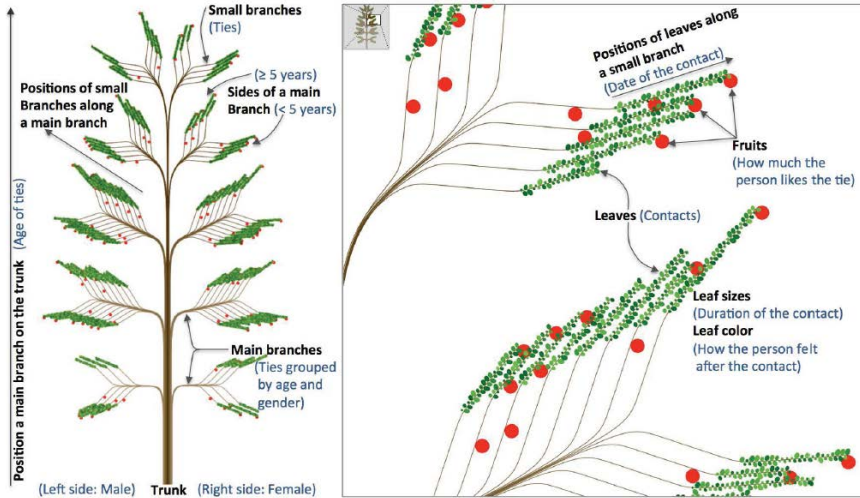 Small branches
(Ties)
(≥ 5 years)
Sides of a main
Branch (< 5 years)
Positions of small
Branches along
a main branch
Position a main branch on the trunk (Age of ties)
Main branches
(Ties grouped
by age and
gender)
(Left side: Male) Trunk (Right side: Female)
Positions of leaves along
a small branch
(Date of the contact)
Fruits
(How much the
person likes the tie)
Leaves (Contacts)
Leaf sizes
(Duration of the contact)
Leaf color
(How the person felt
after the contact)